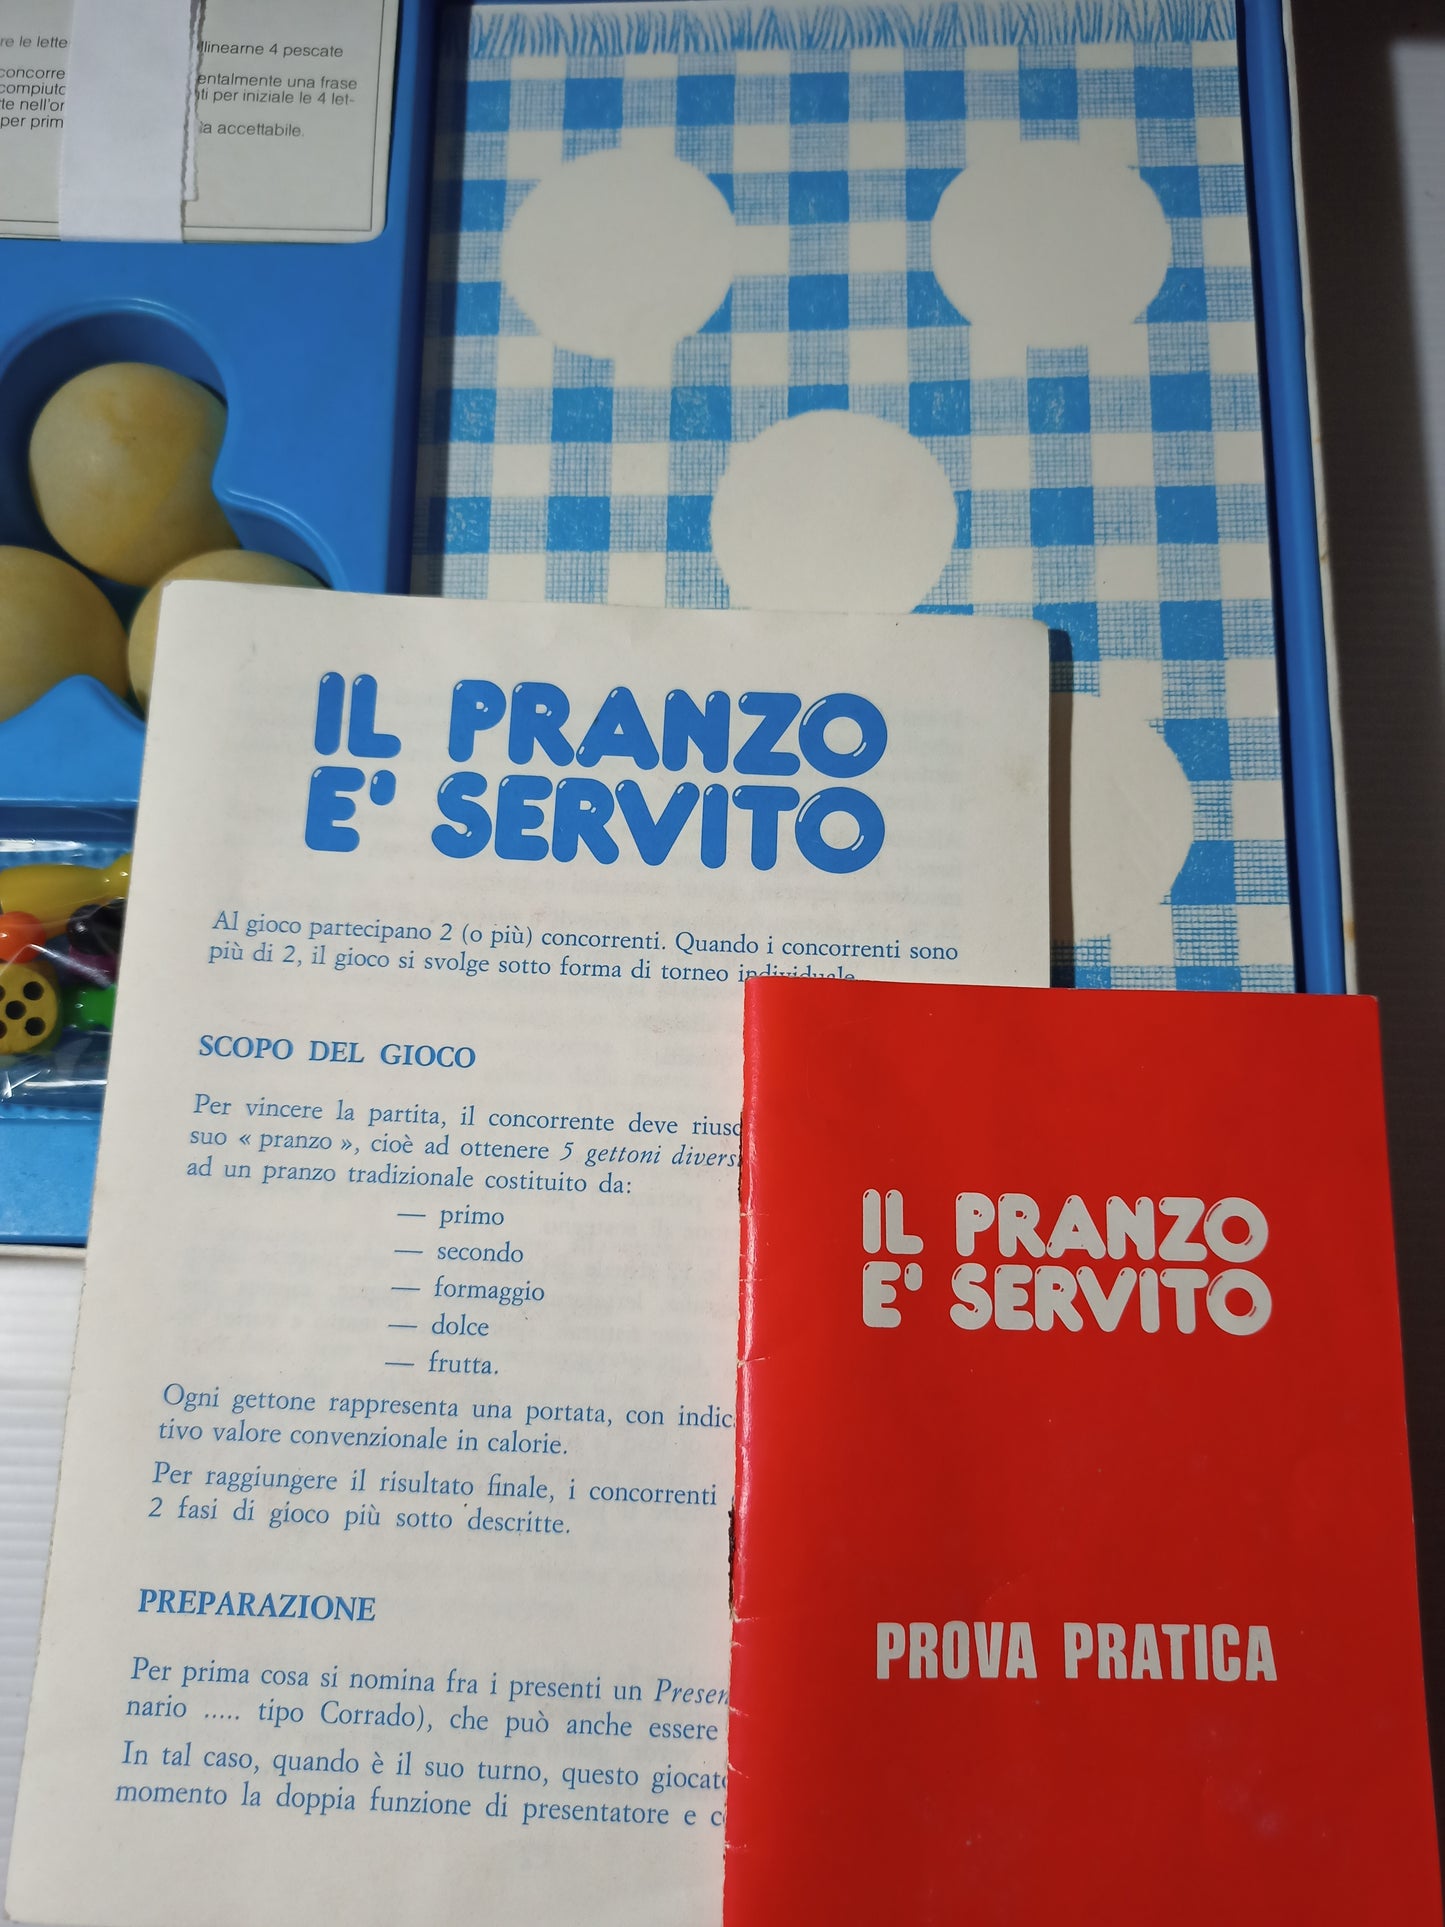 re le lette
llinearne 4 pescate
concorre
entalmente una frase
compiuto
ti per iniziale le 4 let-
te nell'or
per prim
la accettabile.
IL PRANZO
E' SERVITO
Al gioco partecipano 2 (o più) concorrenti. Quando i concorrenti sono
più di 2, il gioco si svolge sotto forma di torneo individuale
SCOPO DEL GIOCO
Per vincere la partita, il concorrente deve riusc
suo « pranzo », cioè ad ottenere 5 gettoni divers
ad un pranzo tradizionale costituito da:
— primo
— secondo
— formaggio
— dolce
— frutta.
Ogni gettone rappresenta una portata, con indic
tivo valore convenzionale in calorie.
Per raggiungere il risultato finale, i concorrenti
2 fasi di gioco più sotto descritte.
PREPARAZIONE
Per prima cosa si nomina fra i presenti un Presen
nario ..... tipo Corrado), che può anche essere
In tal caso, quando è il suo turno, questo giocato
momento la doppia funzione di presentatore e c
IL PRANZO
E' SERVITO
PROVA PRATICA